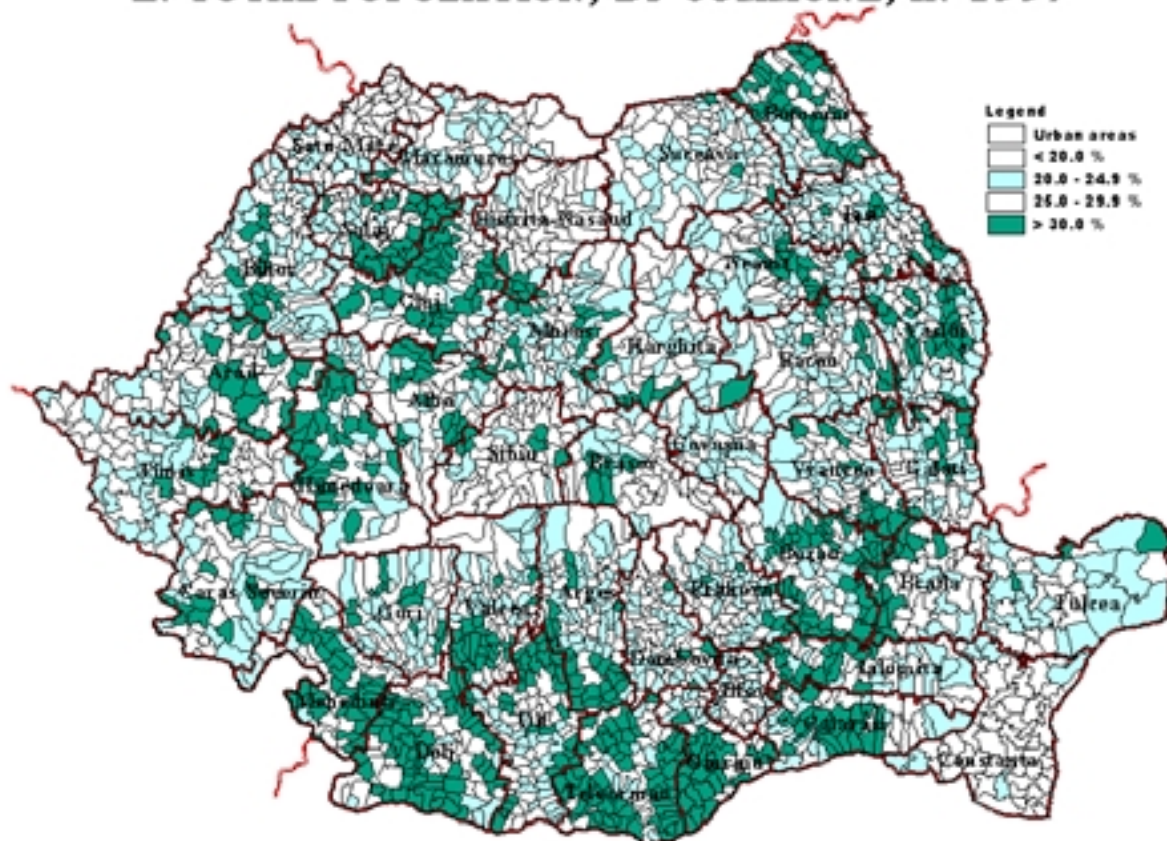 Legend
Urban areas
< 20.0 %
20.0 - 24.9 %
25.0 - 29.9 %
> 30.0 %
Botosani
Satu-Mare
Maramures
Suceava
Bistrita-Nasaud
Iasi
Salaj
Bihor
Neamt
Cluj
Mures
Harghita
Bacau
Vaslui
Arad
Alba
Sibiu
Brasov
Covasna
Vrancea
Galati
Timis
Hunedoara
Buzau
Braila
Tulcea
Caras Severin
Gorj
Valcea
Arges
Prahova
Dambovita
Ialomita
Ilfov
Mehedinti
Olt
Dolj
Calarasi
Giurgiu
Teleorman
Constanta